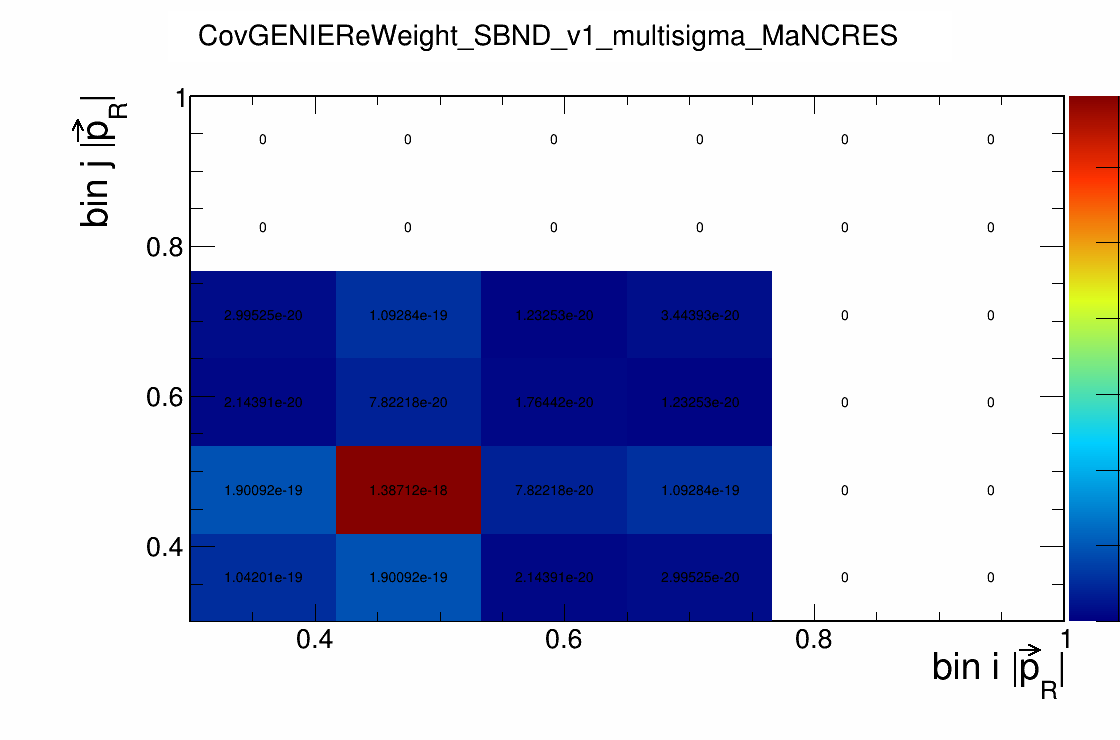 CovGENIEReWeight_SBND_v1_multisigma_MaNCRES
bin j |p⃗_R|
1
0 0 0 0 0 0
0 0 0 0 0 0
0.8
2.99525e-20 1.09284e-19 1.23253e-20 3.44393e-20 0 0
0.6
2.14391e-20 7.82218e-20 1.76442e-20 1.23253e-20 0 0
1.90092e-19 1.38712e-18 7.82218e-20 1.09284e-19 0 0
0.4
1.04201e-19 1.90092e-19 2.14391e-20 2.99525e-20 0 0
0.4 0.6 0.8 1
bin i |p⃗_R|